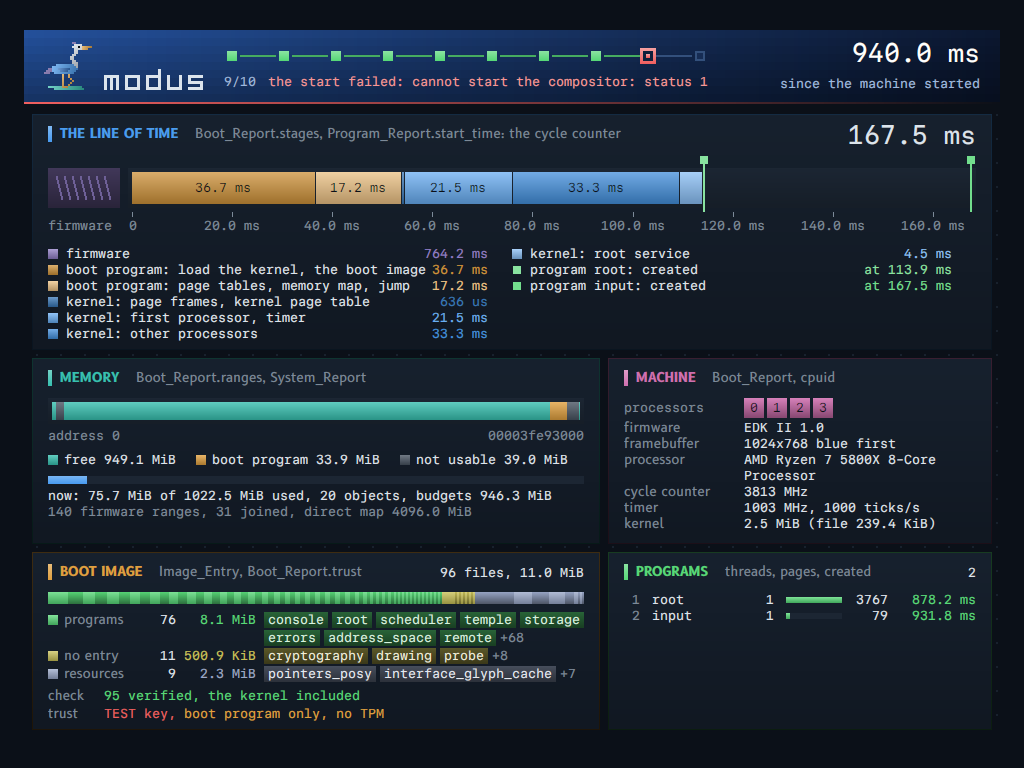 modus
940.0 ms
9/10 the start failed: cannot start the compositor: status 1
since the machine started
THE LINE OF TIME Boot_Report.stages, Program_Report.start_time: the cycle counter
167.5 ms
36.7 ms 17.2 ms 21.5 ms 33.3 ms
firmware 0 20.0 ms 40.0 ms 60.0 ms 80.0 ms 100.0 ms 120.0 ms 140.0 ms 160.0 ms
firmware 764.2 ms
boot program: load the kernel, the boot image 36.7 ms
boot program: page tables, memory map, jump 17.2 ms
kernel: page frames, kernel page table 636 us
kernel: first processor, timer 21.5 ms
kernel: other processors 33.3 ms
kernel: root service 4.5 ms
program root: created at 113.9 ms
program input: created at 167.5 ms
MEMORY Boot_Report.ranges, System_Report
address 0 00003fe93000
free 949.1 MiB boot program 33.9 MiB not usable 39.0 MiB
now: 75.7 MiB of 1022.5 MiB used, 20 objects, budgets 946.3 MiB
140 firmware ranges, 31 joined, direct map 4096.0 MiB
MACHINE Boot_Report, cpuid
processors 0 1 2 3
firmware EDK II 1.0
framebuffer 1024x768 blue first
processor AMD Ryzen 7 5800X 8-Core
Processor
cycle counter 3813 MHz
timer 1003 MHz, 1000 ticks/s
kernel 2.5 MiB (file 239.4 KiB)
BOOT IMAGE Image_Entry, Boot_Report.trust 96 files, 11.0 MiB
programs 76 8.1 MiB console root scheduler temple storage
errors address_space remote +68
no entry 11 500.9 KiB cryptography drawing probe +8
resources 9 2.3 MiB pointers_posy interface_glyph_cache +7
check 95 verified, the kernel included
trust TEST key, boot program only, no TPM
PROGRAMS threads, pages, created 2
1 root 1 3767 878.2 ms
2 input 1 79 931.8 ms